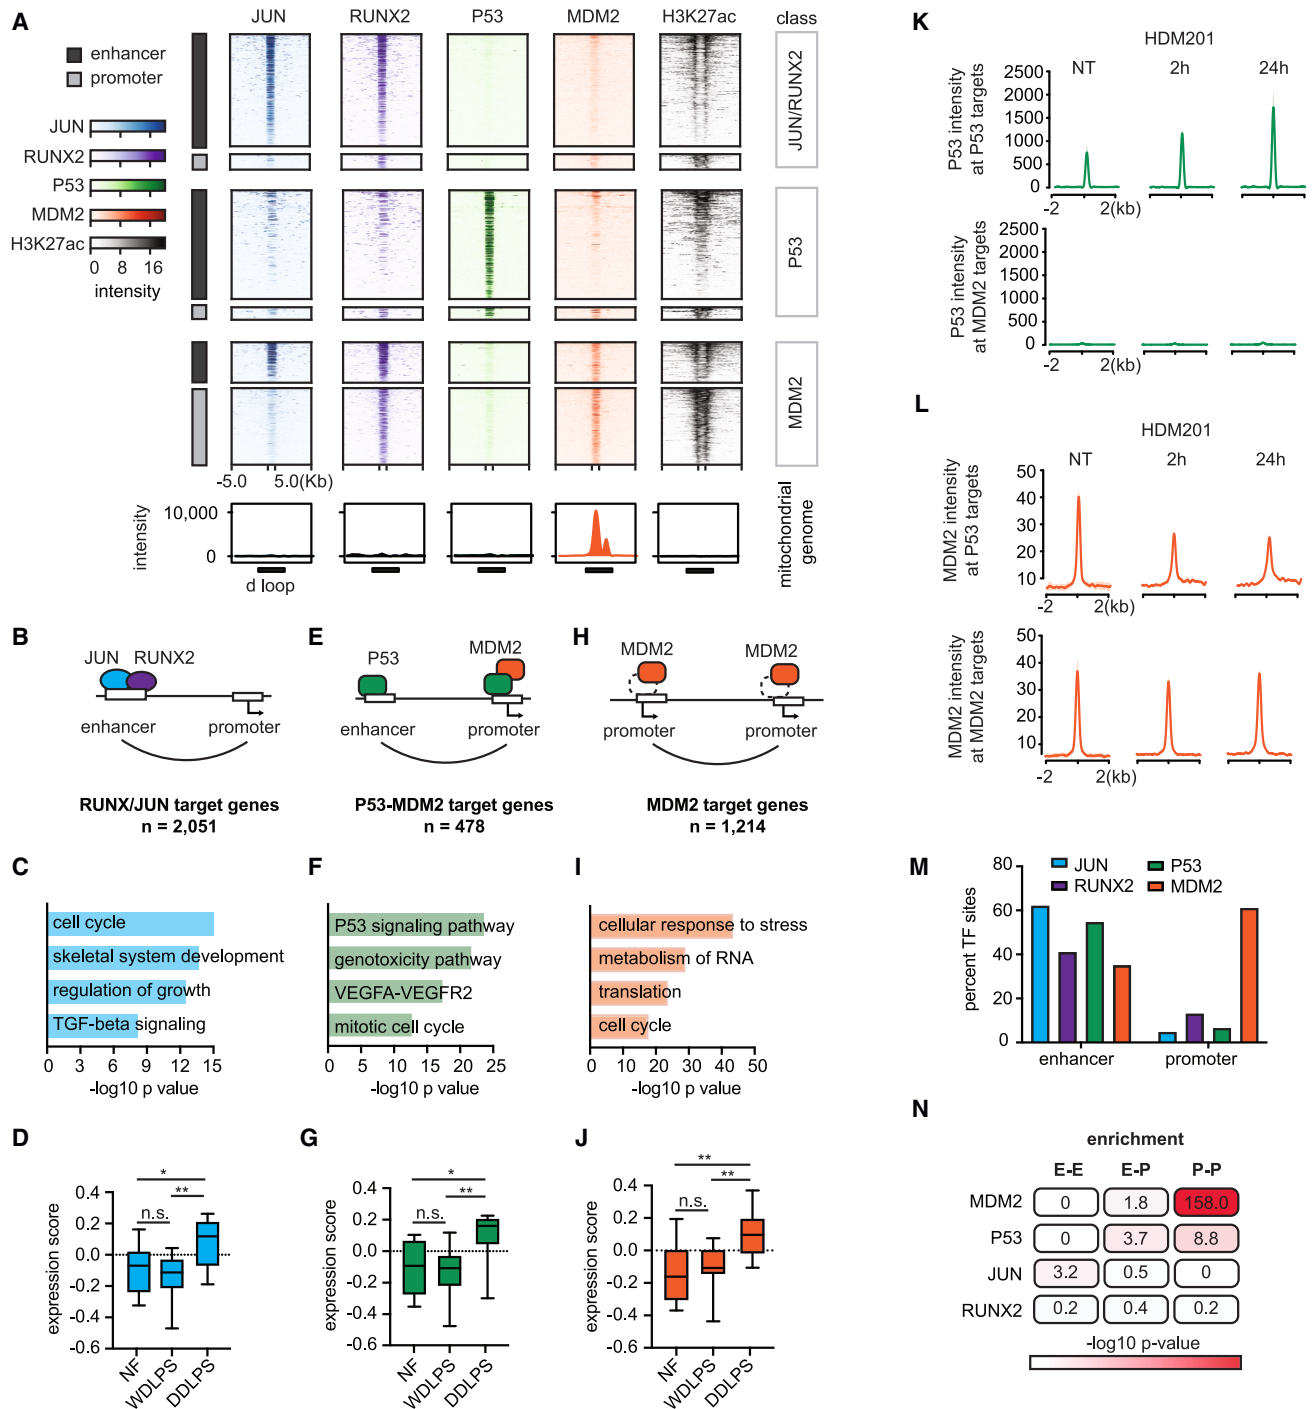 A
JUN RUNX2 P53 MDM2 H3K27ac class
enhancer
promoter
JUN
RUNX2
P53
MDM2
H3K27ac
0 8 16
intensity
JUN/RUNX2
P53
MDM2
-5.0 5.0(Kb)
intensity
10,000
0
d loop
mitochondrial genome
B
JUN RUNX2
enhancer promoter
RUNX/JUN target genes
n = 2,051
E
P53 MDM2
enhancer promoter
P53-MDM2 target genes
n = 478
H
MDM2 MDM2
promoter promoter
MDM2 target genes
n = 1,214
C
cell cycle
skeletal system development
regulation of growth
TGF-beta signaling
0 3 6 9 12 15
-log10 p value
F
P53 signaling pathway
genotoxicity pathway
VEGFA-VEGFR2
mitotic cell cycle
0 5 10 15 20 25
-log10 p value
I
cellular response to stress
metabolism of RNA
translation
cell cycle
0 10 20 30 40 50
-log10 p value
D
expression score
*
**
n.s.
0.4
0.2
0.0
-0.2
-0.4
-0.6
NF WDLPS DDLPS
G
expression score
*
**
n.s.
0.4
0.2
0.0
-0.2
-0.4
-0.6
NF WDLPS DDLPS
J
expression score
**
**
n.s.
0.4
0.2
0.0
-0.2
-0.4
-0.6
NF WDLPS DDLPS
K
HDM201
NT 2h 24h
P53 intensity
at P53 targets
2500
2000
1500
1000
500
0
-2 2(kb)
P53 intensity
at MDM2 targets
2500
2000
1500
1000
500
0
-2 2(kb)
L
HDM201
NT 2h 24h
MDM2 intensity
at P53 targets
50
40
30
20
10
-2 2(kb)
MDM2 intensity
at MDM2 targets
50
40
30
20
10
-2 2(kb)
M
JUN P53
RUNX2 MDM2
percent TF sites
80
60
40
20
0
enhancer promoter
N
enrichment
E-E E-P P-P
MDM2 0 1.8 158.0
P53 0 3.7 8.8
JUN 3.2 0.5 0
RUNX2 0.2 0.4 0.2
-log10 p-value